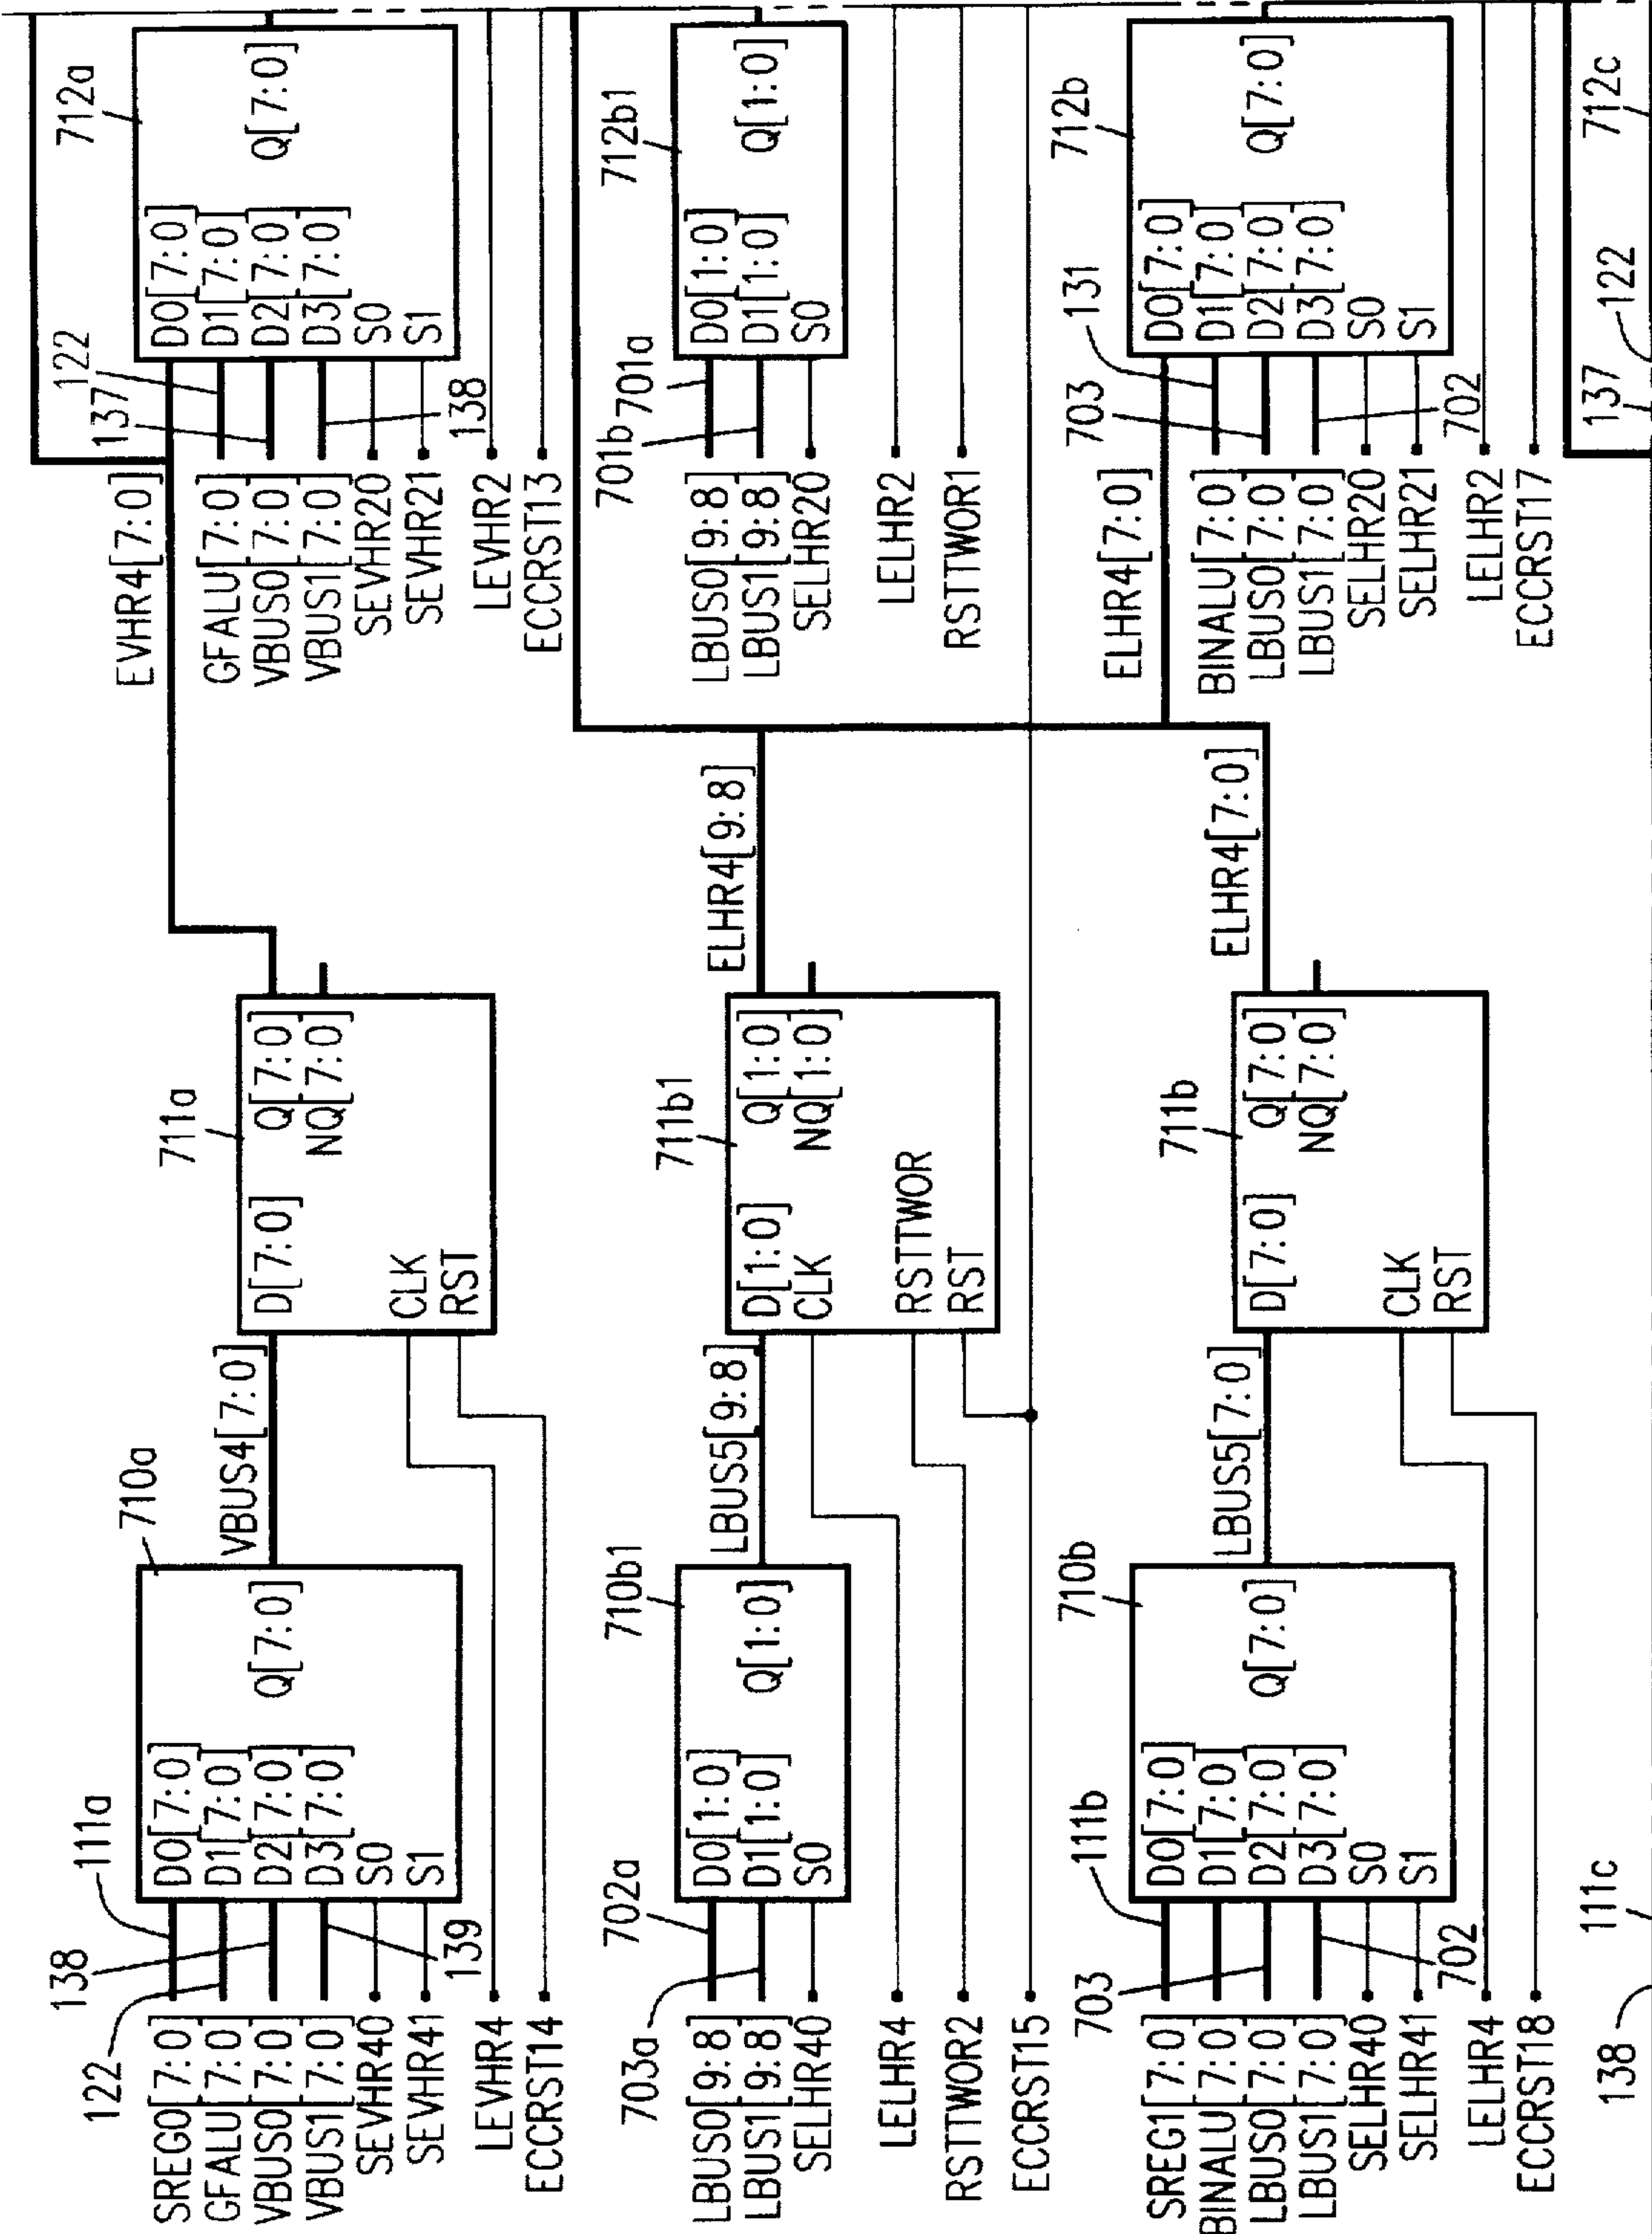 712a
D0[7:0]
D1[7:0]
D2[7:0]
D3[7:0]
S0
S1
Q[7:0]
122
137
138
EVHR4[7:0]
GFALU[7:0]
VBUS0[7:0]
VBUS1[7:0]
SEVHR20
SEVHR21
LEVHR2
ECCRST13
712b1
D0[1:0]
D1[1:0]
S0
Q[1:0]
701a
701b
LBUS0[9:8]
LBUS1[9:8]
SELHR20
LELHR2
RSTTWOR1
712b
D0[7:0]
D1[7:0]
D2[7:0]
D3[7:0]
S0
S1
Q[7:0]
131
703
702
ELHR4[7:0]
BINALU[7:0]
LBUS0[7:0]
LBUS1[7:0]
SELHR20
SELHR21
LELHR2
ECCRST17
712c
122
137
711a
D[7:0]
Q[7:0]
NQ[7:0]
CLK
RST
VBUS4[7:0]
ELHR4[9:8]
711b1
D[1:0]
CLK
Q[1:0]
NQ[1:0]
RSTTWOR
RST
LBUS5[9:8]
ELHR4[7:0]
711b
D[7:0]
Q[7:0]
NQ[7:0]
CLK
RST
LBUS5[7:0]
710a
D0[7:0]
D1[7:0]
D2[7:0]
D3[7:0]
S0
S1
Q[7:0]
111a
138
122
139
SREG0[7:0]
GFALU[7:0]
VBUS0[7:0]
VBUS1[7:0]
SEVHR40
SEVHR41
LEVHR4
ECCRST14
710b1
D0[1:0]
D1[1:0]
S0
Q[1:0]
702a
703a
LBUS0[9:8]
LBUS1[9:8]
SELHR40
LELHR4
RSTTWOR2
ECCRST15
710b
D0[7:0]
D1[7:0]
D2[7:0]
D3[7:0]
S0
S1
Q[7:0]
111b
703
702
SREG1[7:0]
BINALU[7:0]
LBUS0[7:0]
LBUS1[7:0]
SELHR40
SELHR41
LELHR4
ECCRST18
111c
138